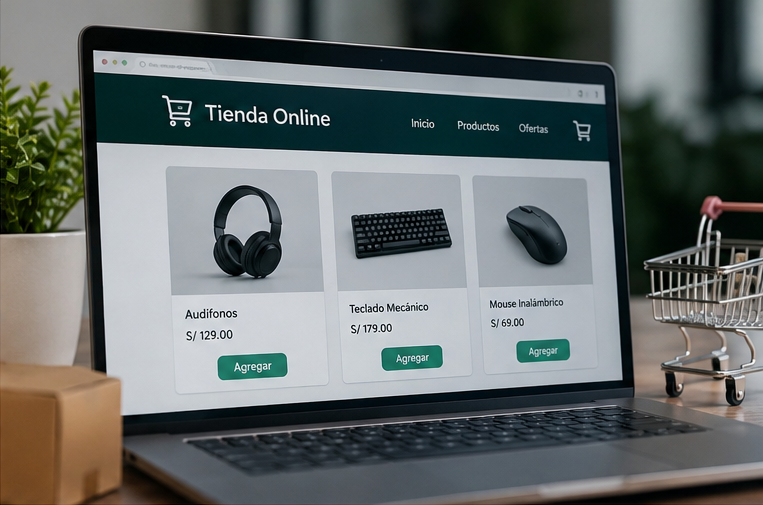 Tienda Online
Inicio
Productos
Ofertas
Audífonos
S/ 129.00
Agregar
Teclado Mecánico
S/ 179.00
Agregar
Mouse Inalámbrico
S/ 69.00
Agregar